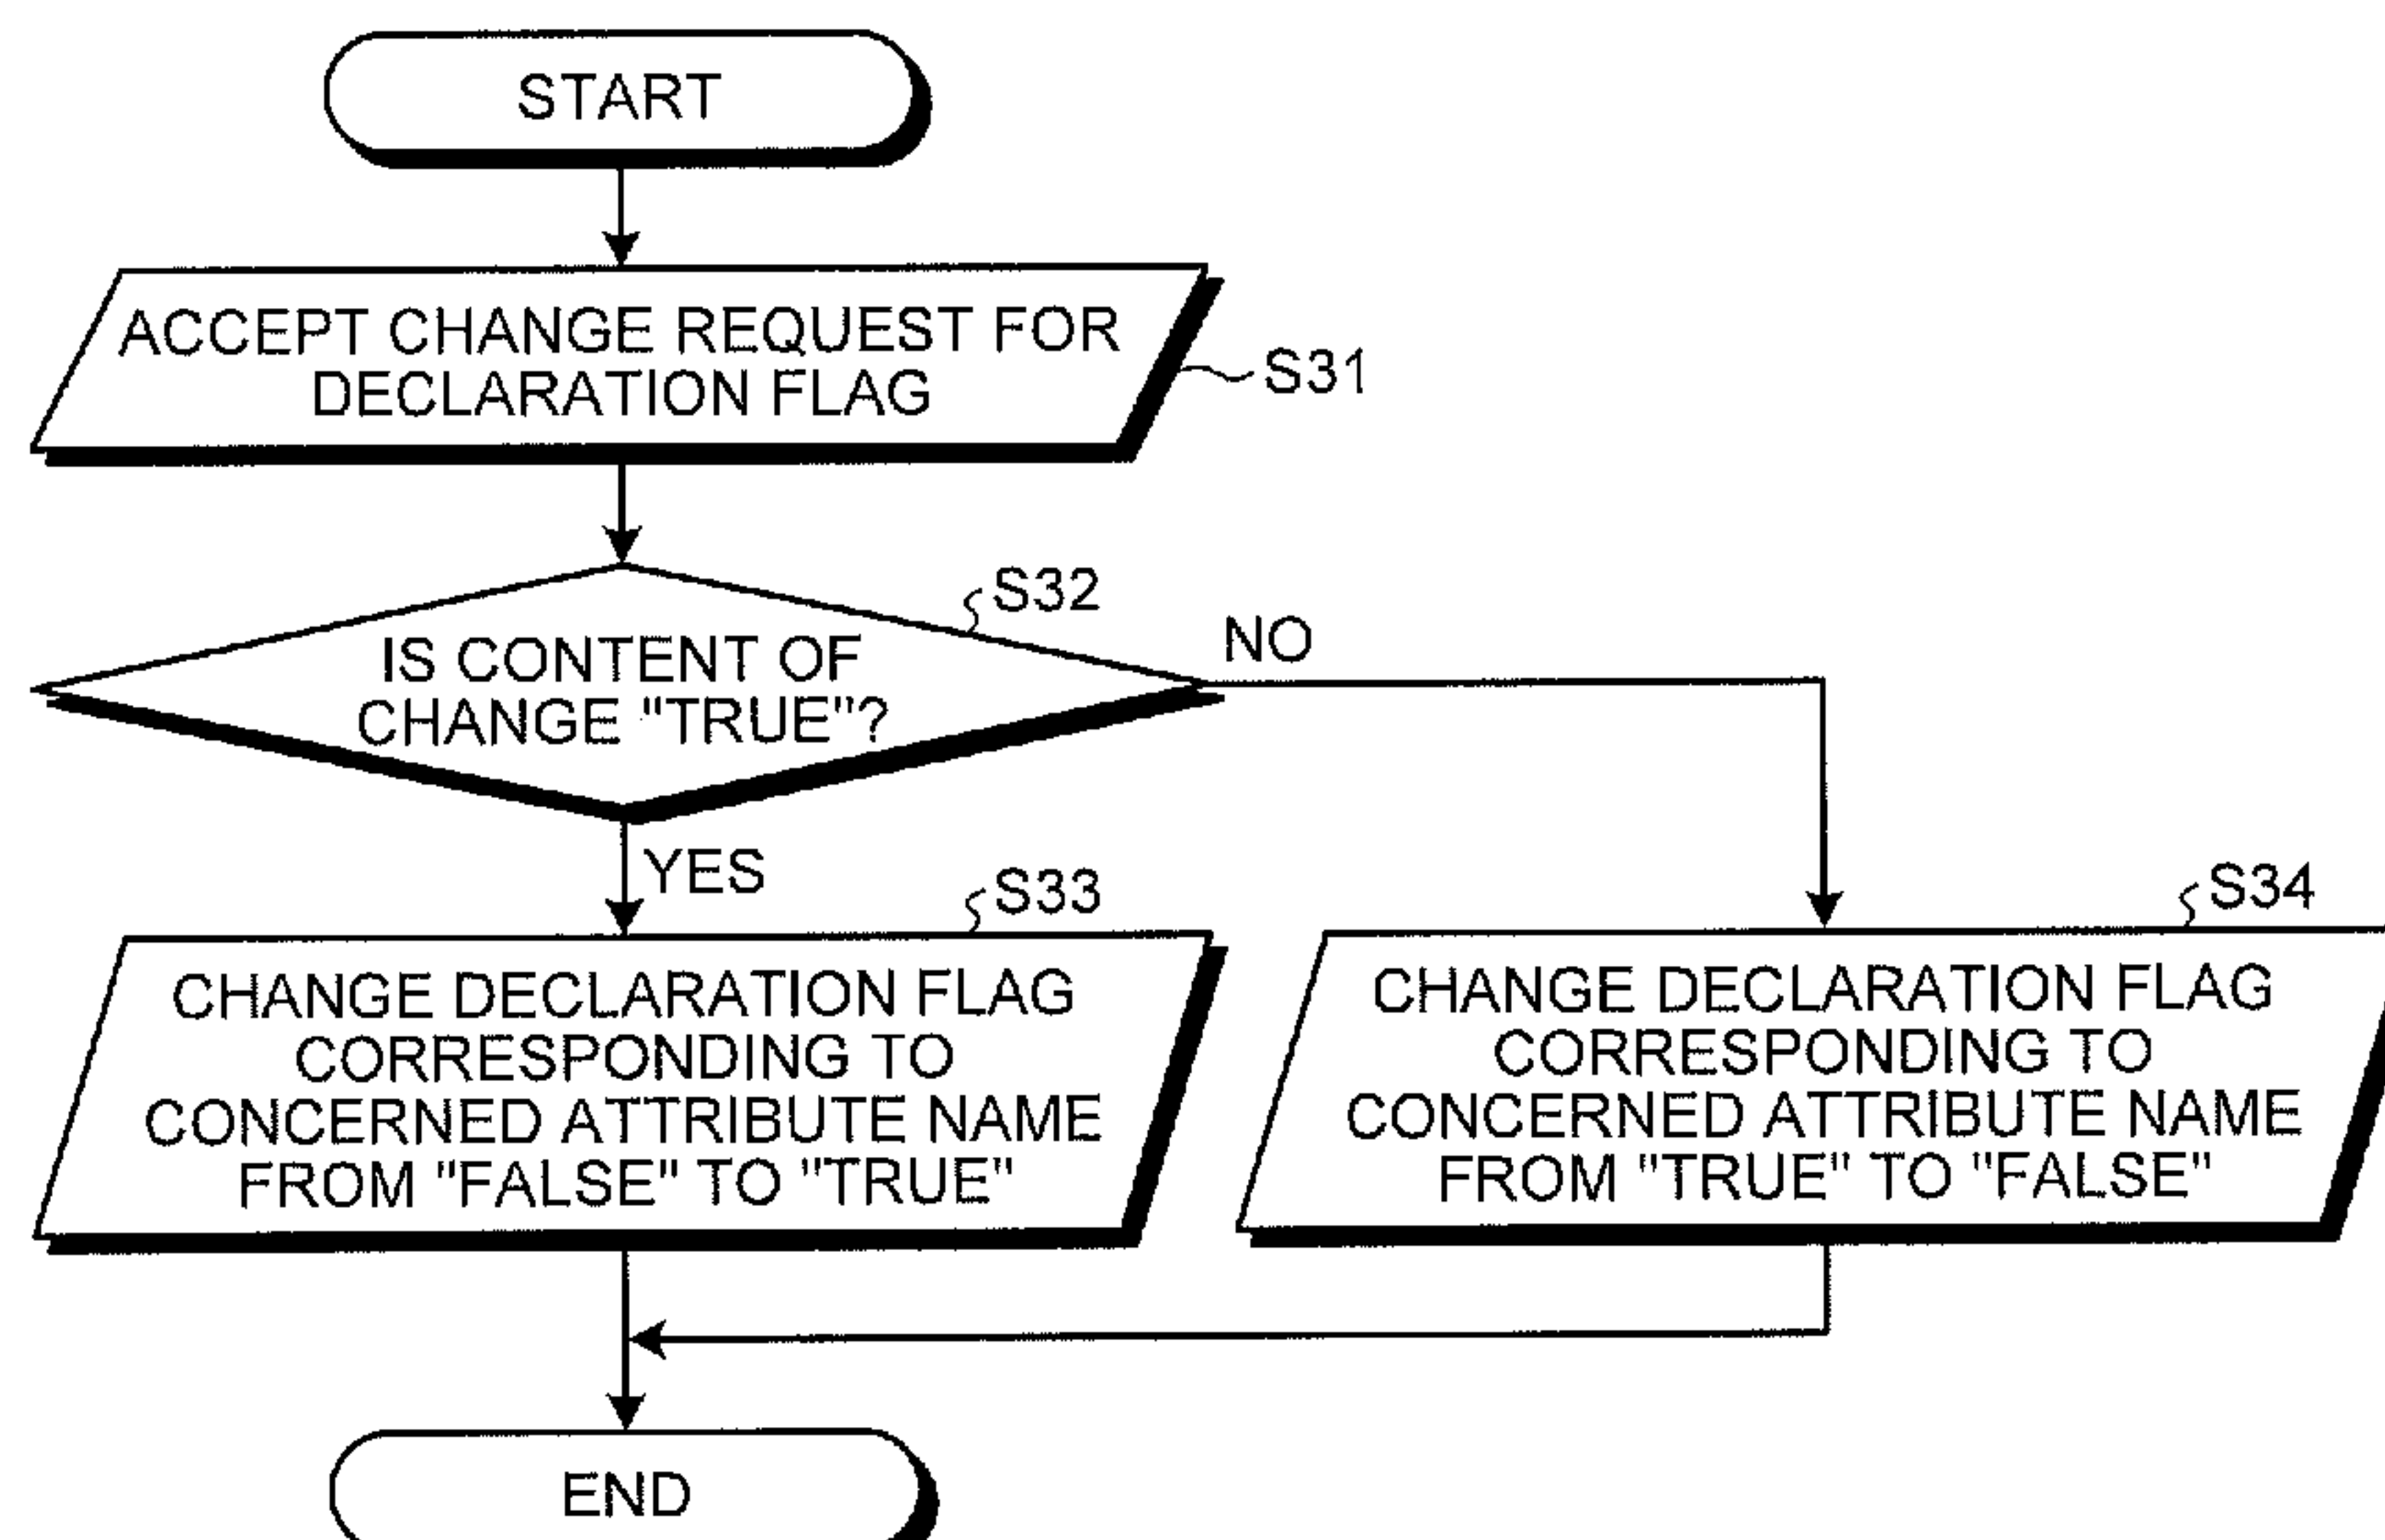 START
ACCEPT CHANGE REQUEST FOR
DECLARATION FLAG
S31
S32
IS CONTENT OF
CHANGE "TRUE"?
NO
YES
S33
CHANGE DECLARATION FLAG
CORRESPONDING TO
CONCERNED ATTRIBUTE NAME
FROM "FALSE" TO "TRUE"
S34
CHANGE DECLARATION FLAG
CORRESPONDING TO
CONCERNED ATTRIBUTE NAME
FROM "TRUE" TO "FALSE"
END